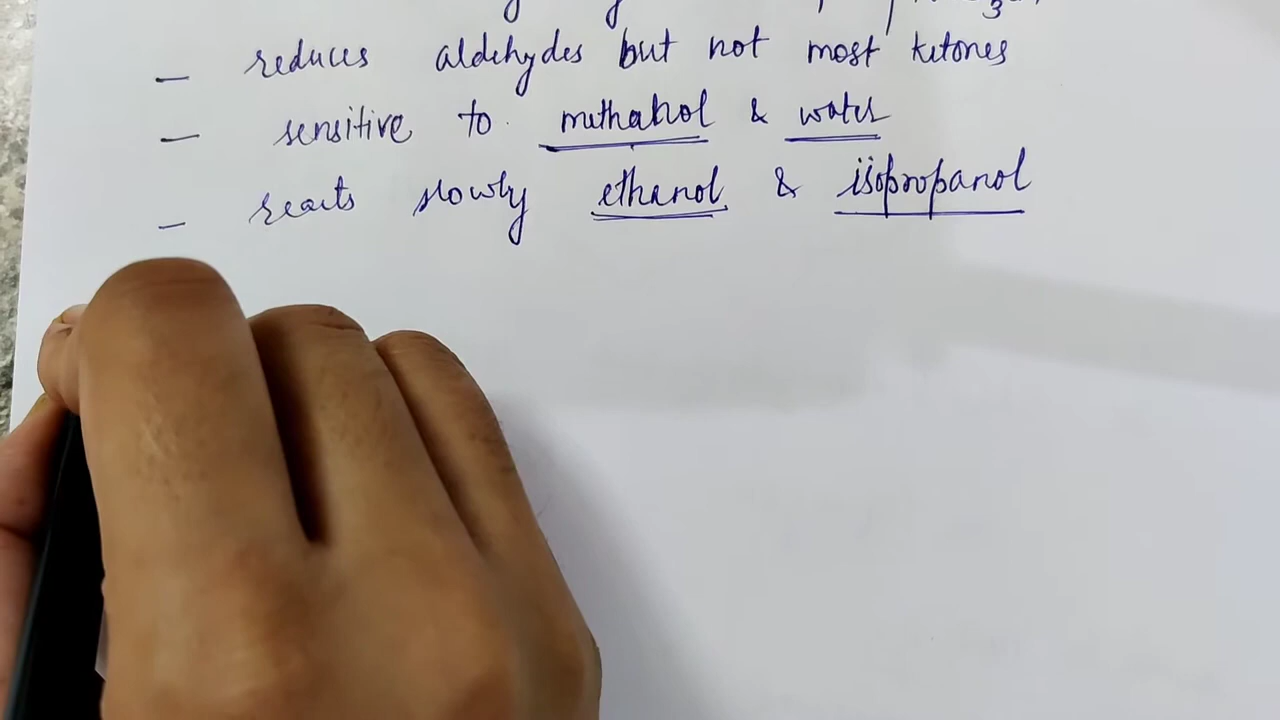 – reduces aldehydes but not most ketones
– sensitive to methanol & water
– reacts slowly ethanol & isopropanol